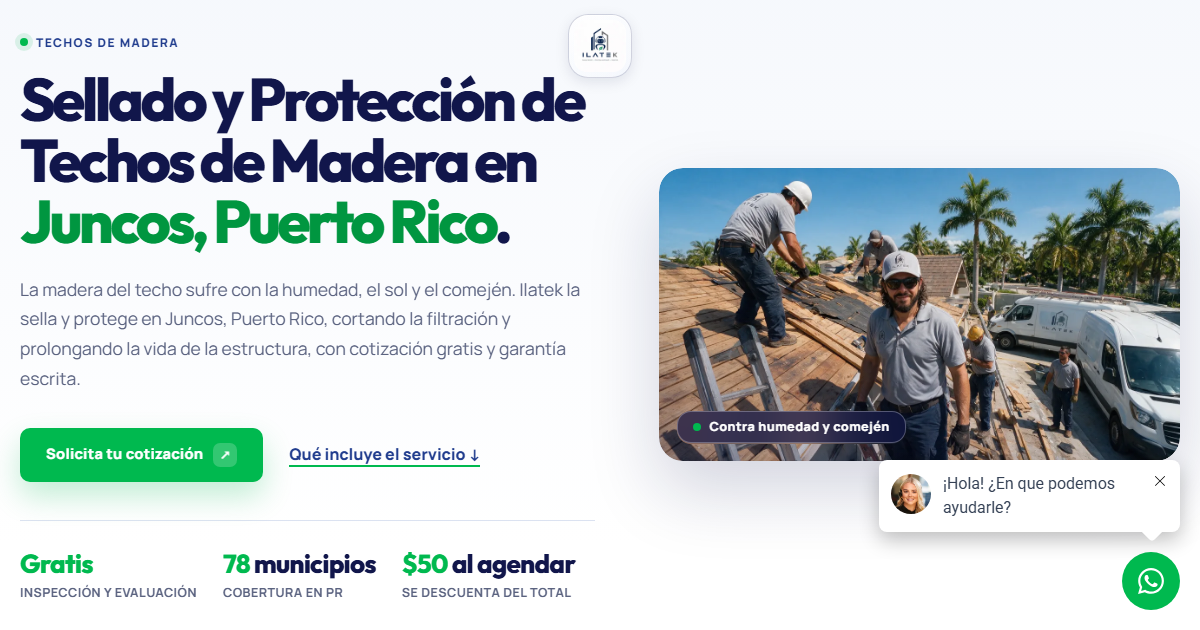 TECHOS DE MADERA
ILATEK
Sellado y Protección de
Techos de Madera en
Juncos, Puerto Rico.
La madera del techo sufre con la humedad, el sol y el comején. Ilatek la
sella y protege en Juncos, Puerto Rico, cortando la filtración y
prolongando la vida de la estructura, con cotización gratis y garantía
escrita.
Solicita tu cotización ↗
Qué incluye el servicio ↓
Gratis
INSPECCIÓN Y EVALUACIÓN
78 municipios
COBERTURA EN PR
$50 al agendar
SE DESCUENTA DEL TOTAL
ILATEK
Contra humedad y comején
¡Hola! ¿En que podemos
ayudarle?